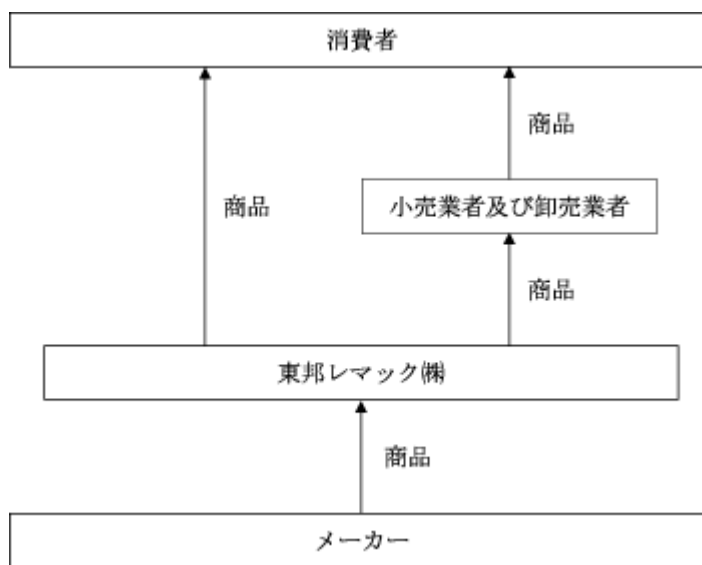 消費者
商品
小売業者及び卸売業者
商品
商品
東邦レマック㈱
商品
メーカー